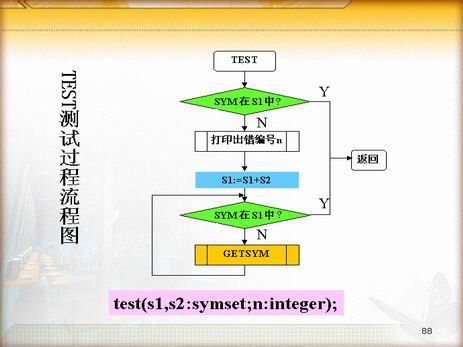 TEST测试过程流程图
TEST
SYM在S1中?
Y
N
打印出错编号n
返回
S1:=S1+S2
SYM在S1中?
Y
N
GETSYM
test(s1,s2:symset;n:integer);
88